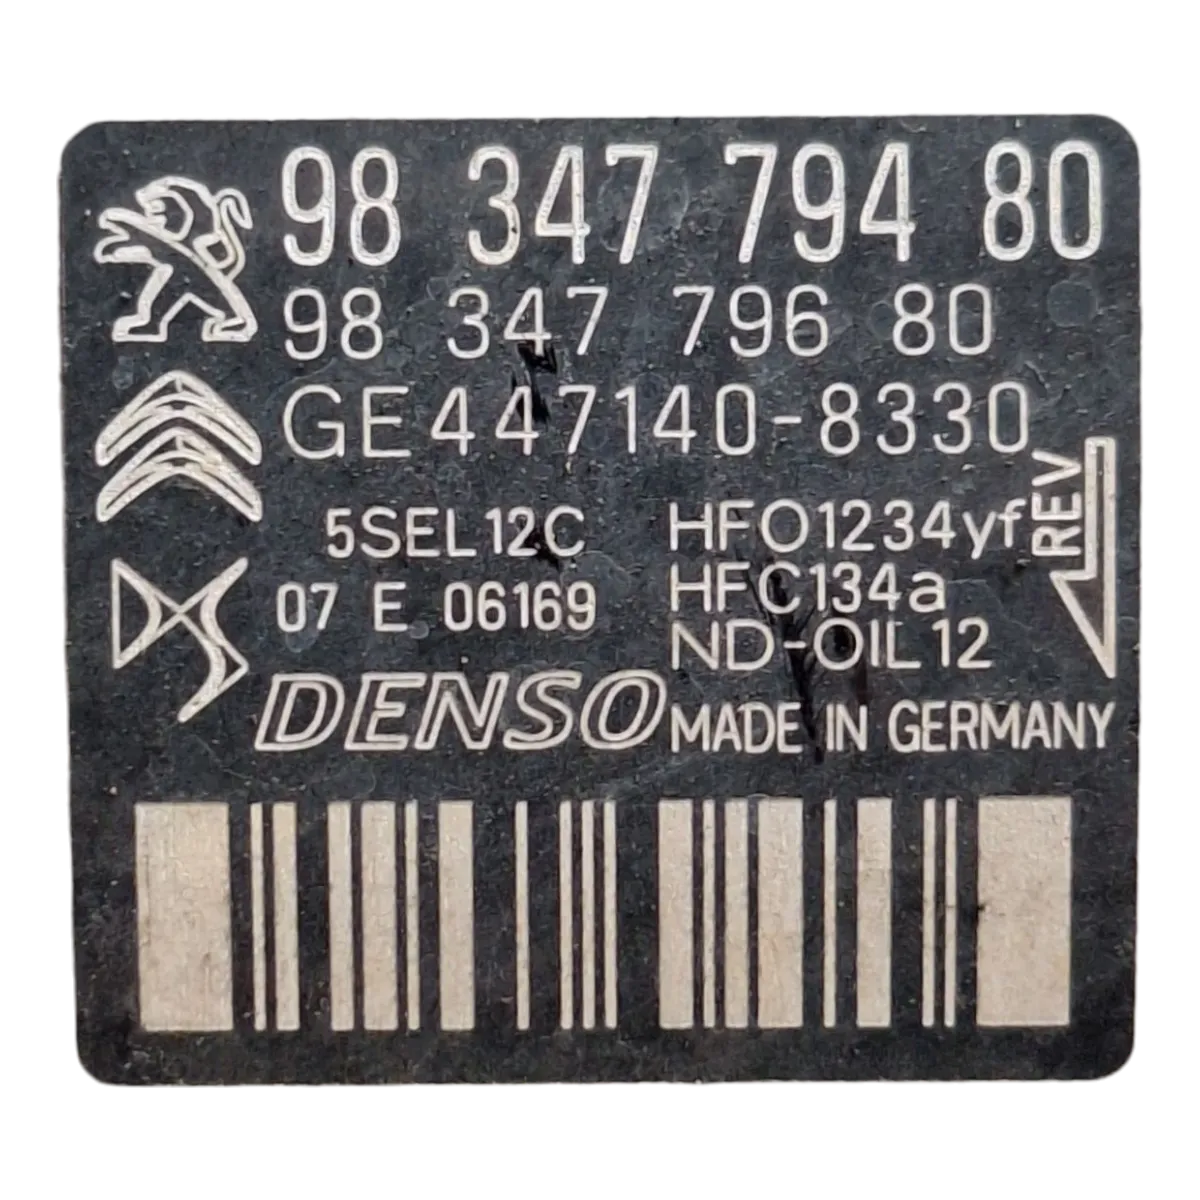 98 347 794 80
98 347 796 80
GE447140-8330
5SEL12C
07 E 06169
HFO1234yf
HFC134a
ND-OIL12
REV
DENSO
MADE IN GERMANY